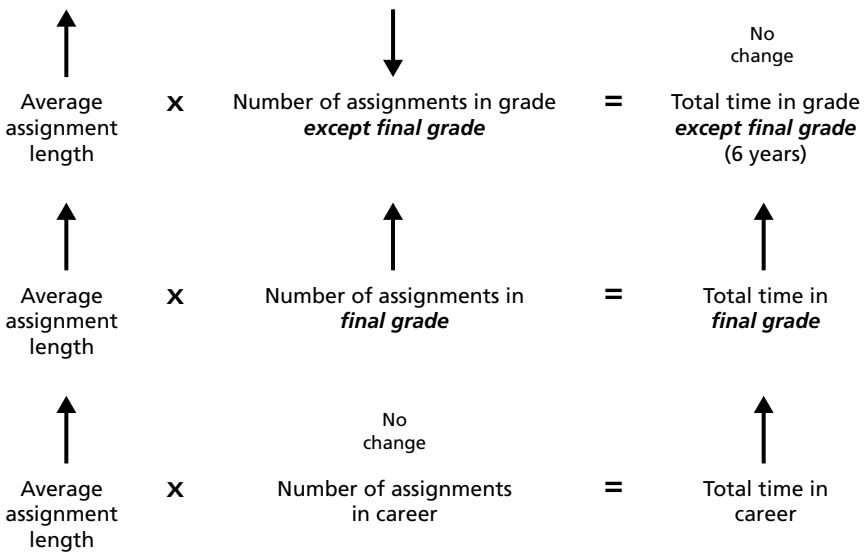 No
change
Average
assignment
length
x
Number of assignments in grade
except final grade
=
Total time in grade
except final grade
(6 years)
Average
assignment
length
x
Number of assignments in
final grade
=
Total time in
final grade
No
change
Average
assignment
length
x
Number of assignments
in career
=
Total time in
career